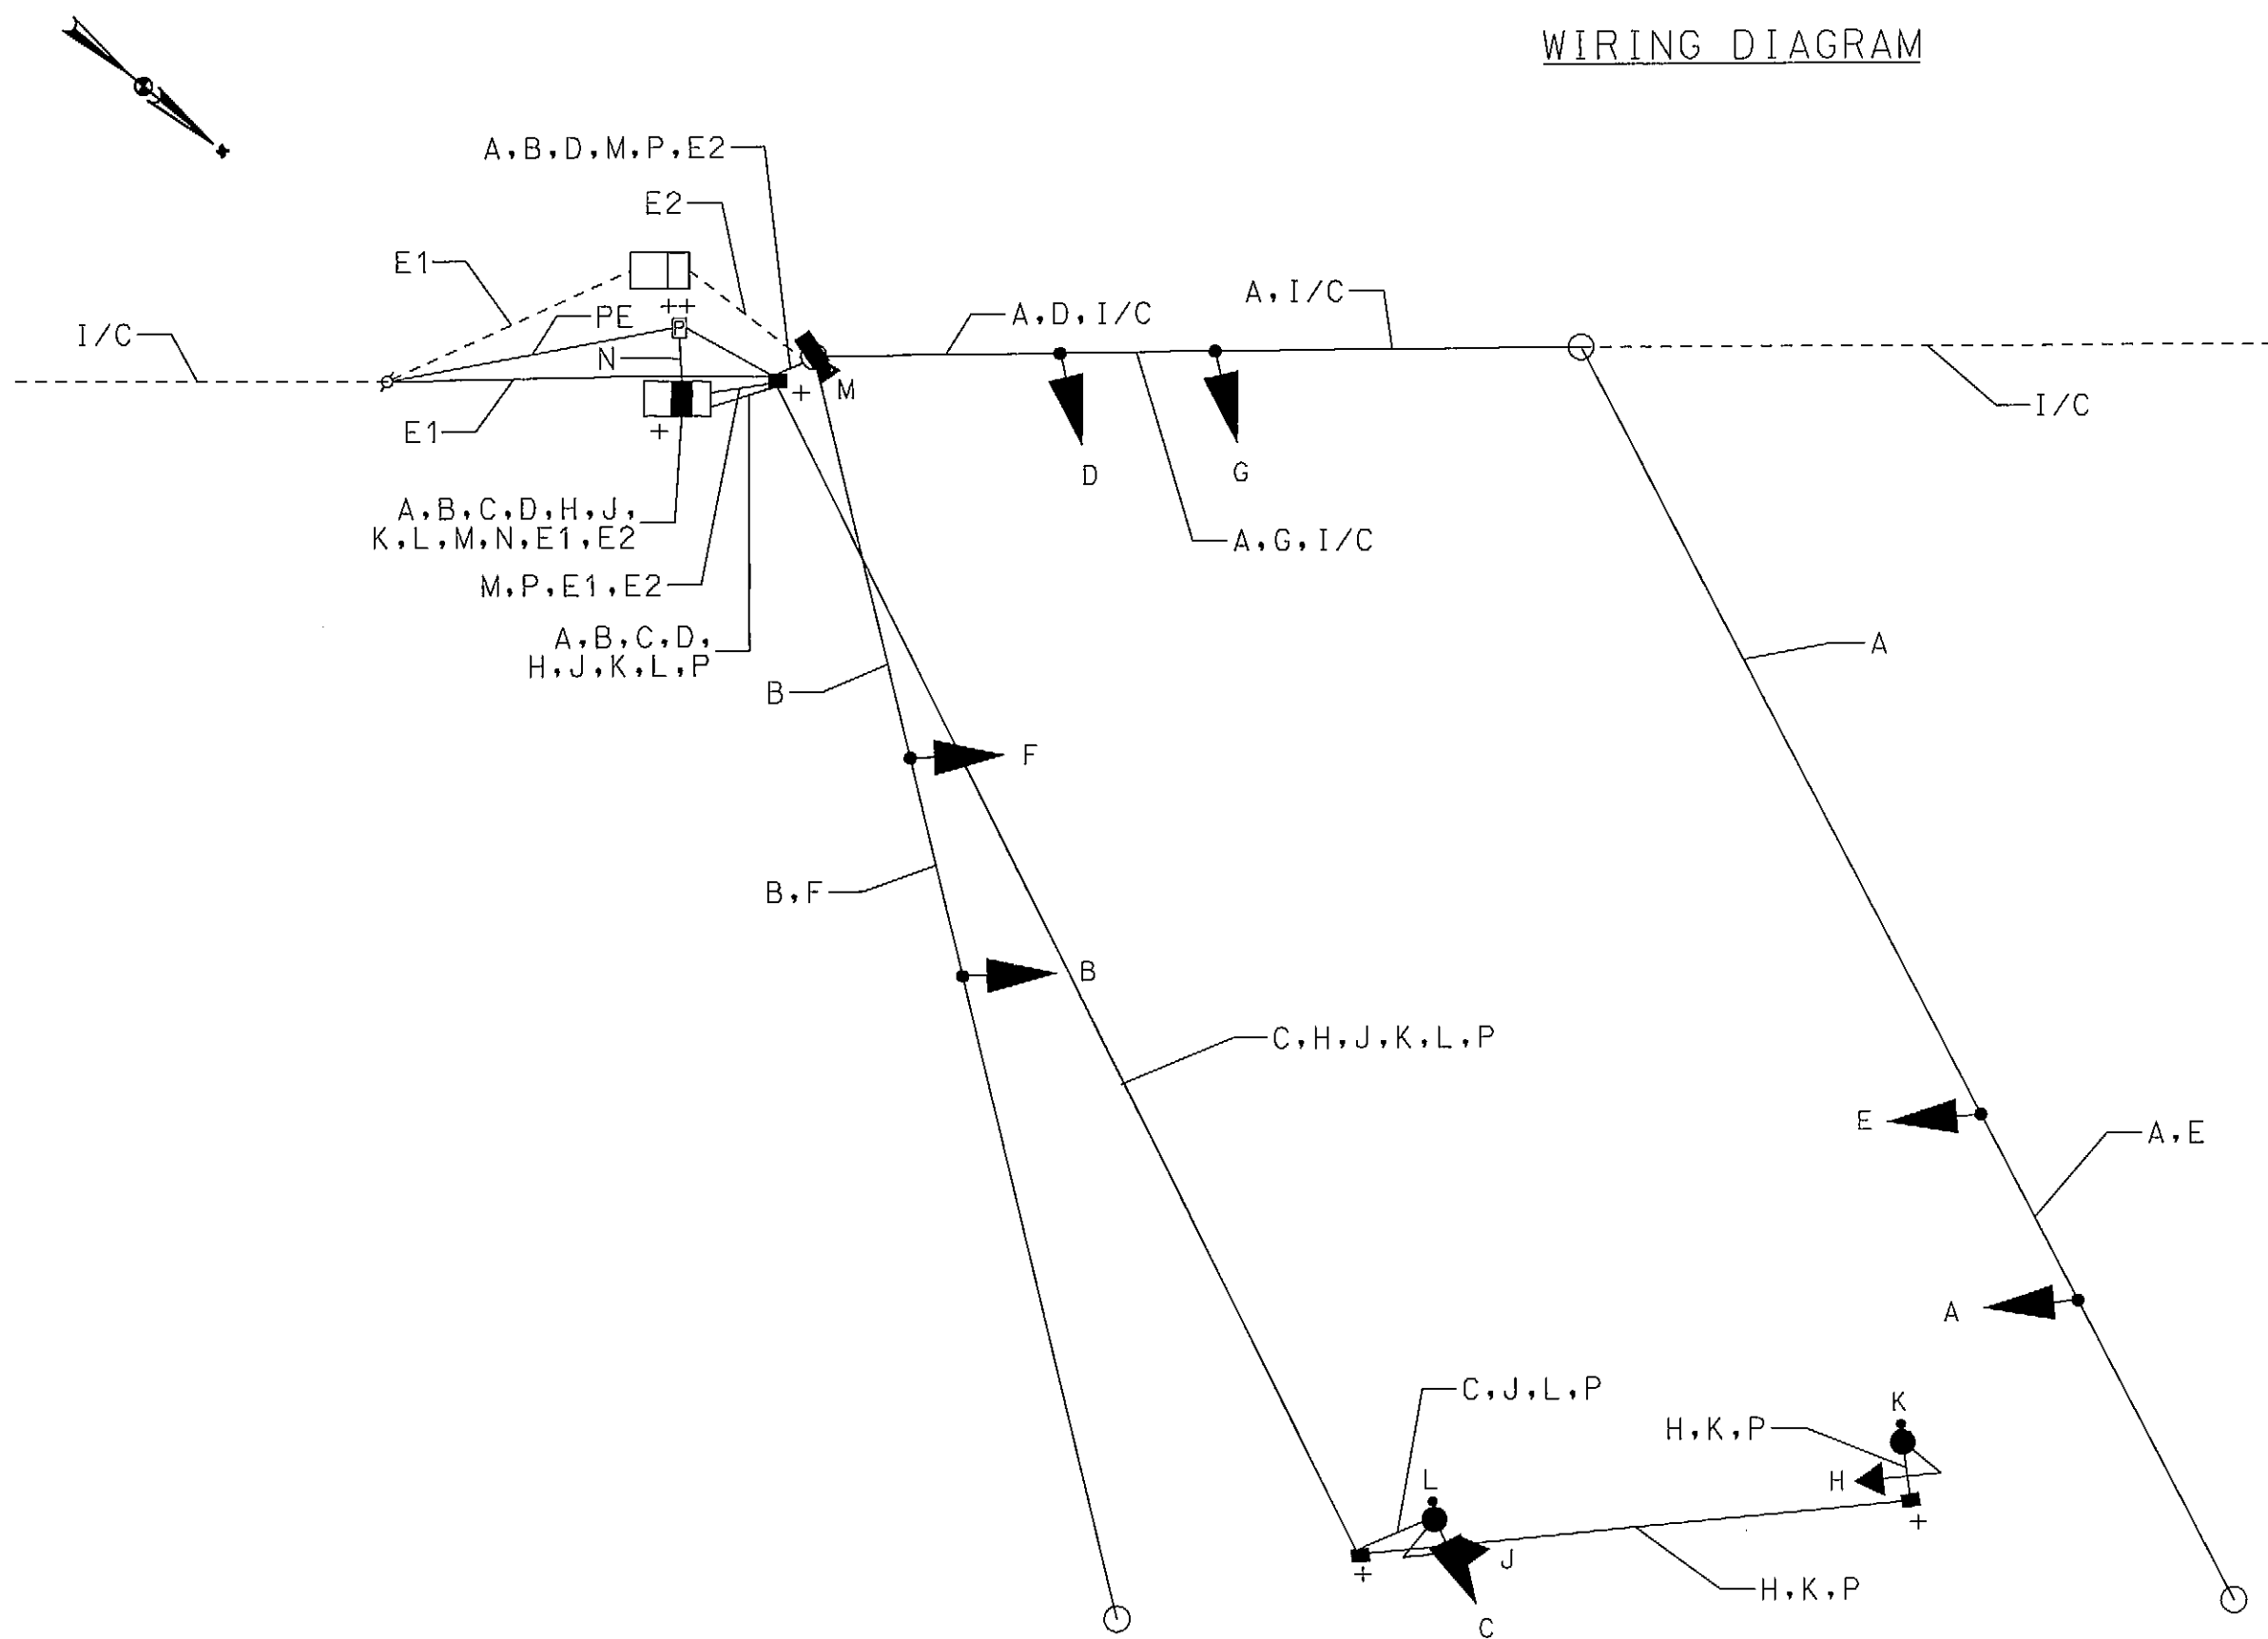 WIRING DIAGRAM
A,B,D,M,P,E2
E2
E1
A,I/C
A,D,I/C
PE
P
I/C
N
M
I/C
E1
D
G
A,B,C,D,H,J,
K,L,M,N,E1,E2
A,G,I/C
M,P,E1,E2
A,B,C,D,
H,J,K,L,P
A
B
F
B,F
B
C,H,J,K,L,P
E
A,E
A
C,J,L,P
K
H,K,P
L
H
J
H,K,P
C